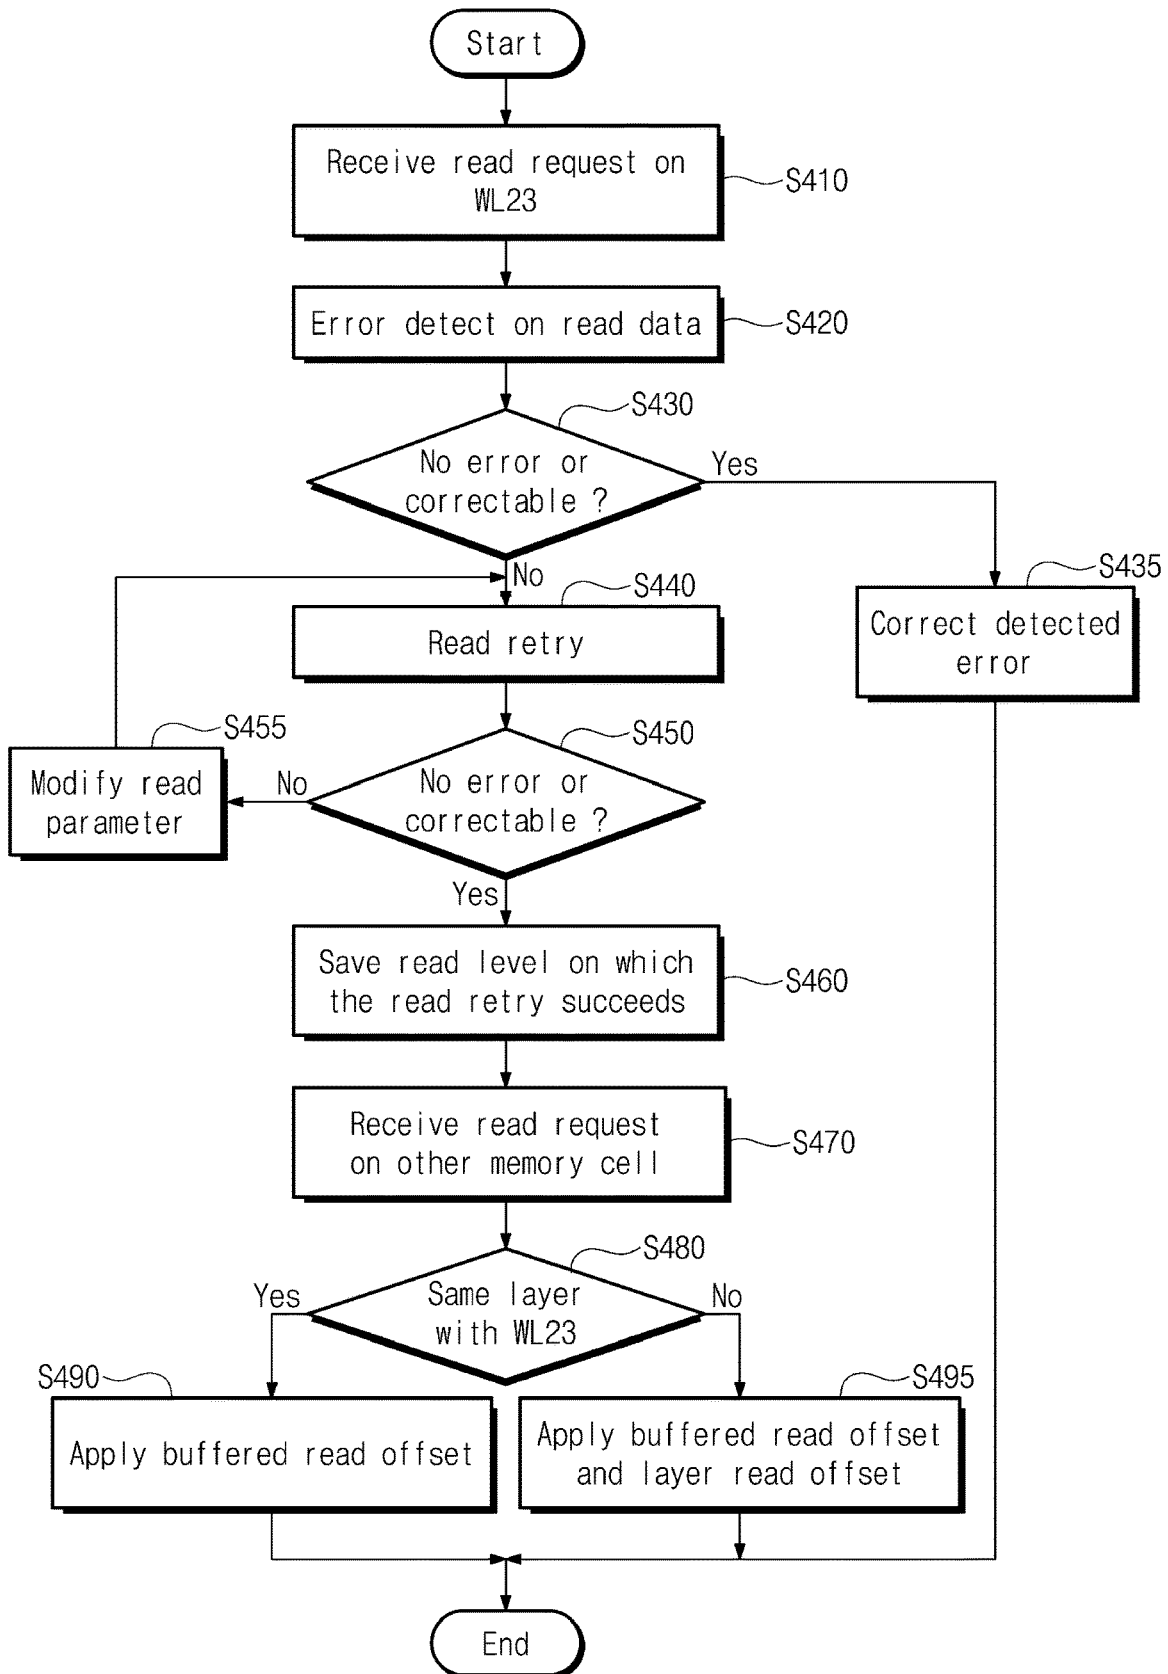 Start
Receive read request on
WL23
S410
Error detect on read data
S420
S430
No error or
correctable ?
Yes
No
S435
Correct detected
error
S440
Read retry
S455
Modify read
parameter
S450
No
No error or
correctable ?
Yes
Save read level on which
the read retry succeeds
S460
Receive read request
on other memory cell
S470
S480
Yes
Same layer
with WL23
No
S490
Apply buffered read offset
S495
Apply buffered read offset
and layer read offset
End